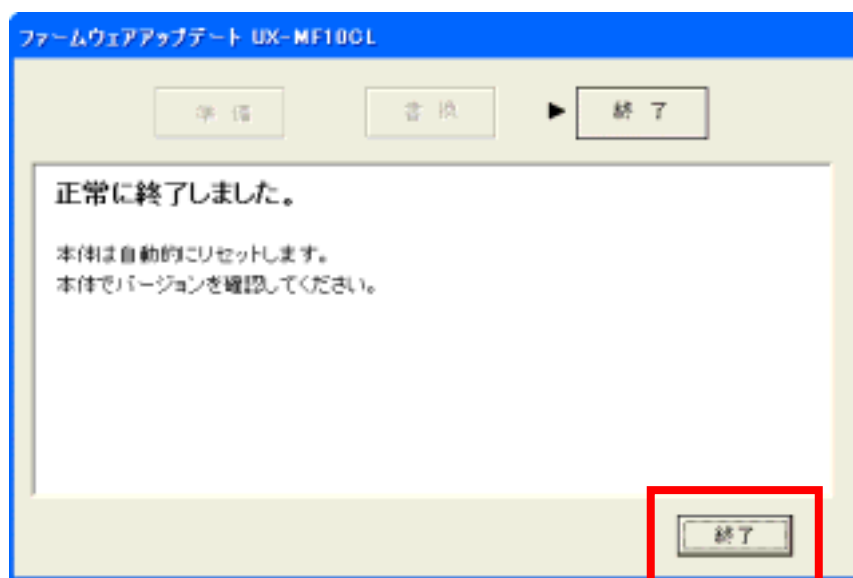 ファームウェアアップデート UX-MF10CL
準 備
書 換
▶ 終 了
正常に終了しました。
本体は自動的にリセットします。
本体でバージョンを確認してください。
終了